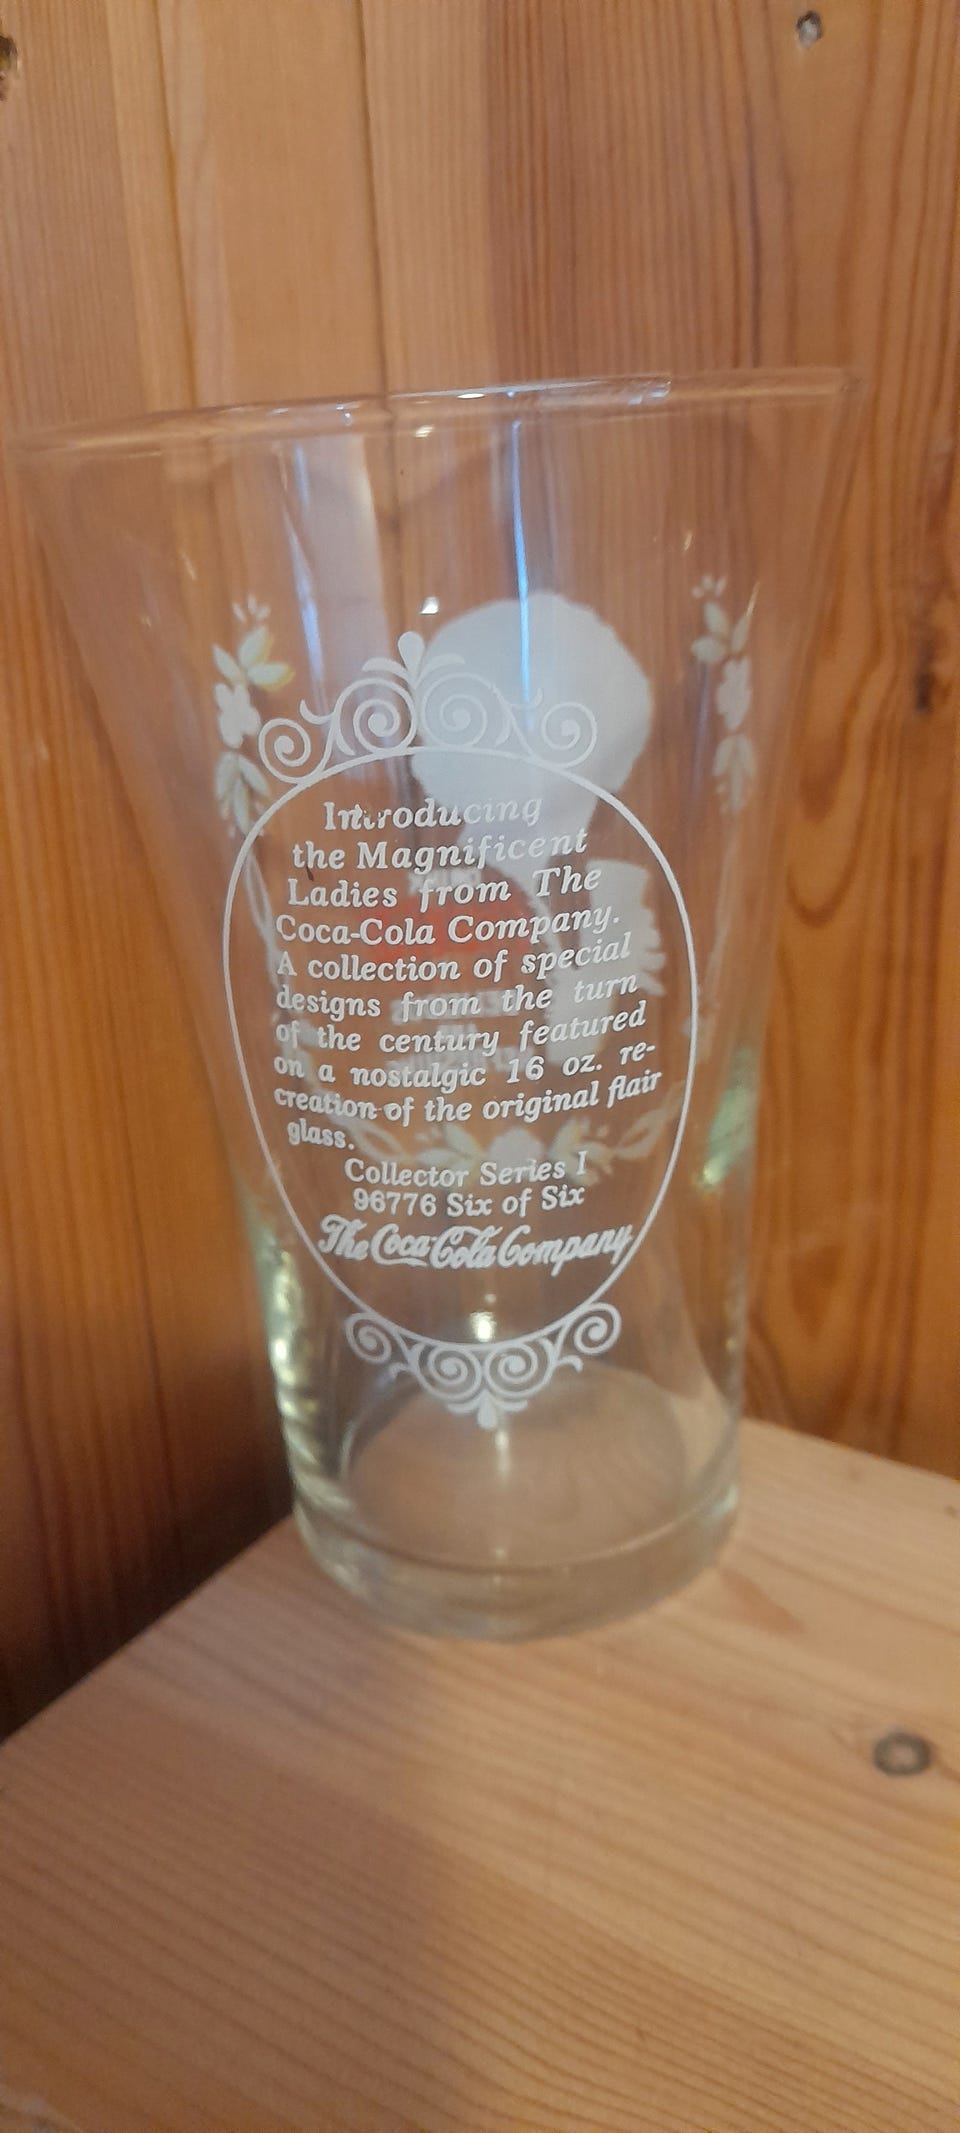 Introducing
the Magnificent
Ladies from The
Coca-Cola Company.
A collection of special
designs from the turn
of the century featured
on a nostalgic 16 oz. re-
creation of the original flair
glass.
Collector Series I
96776 Six of Six
The Coca-Cola Company